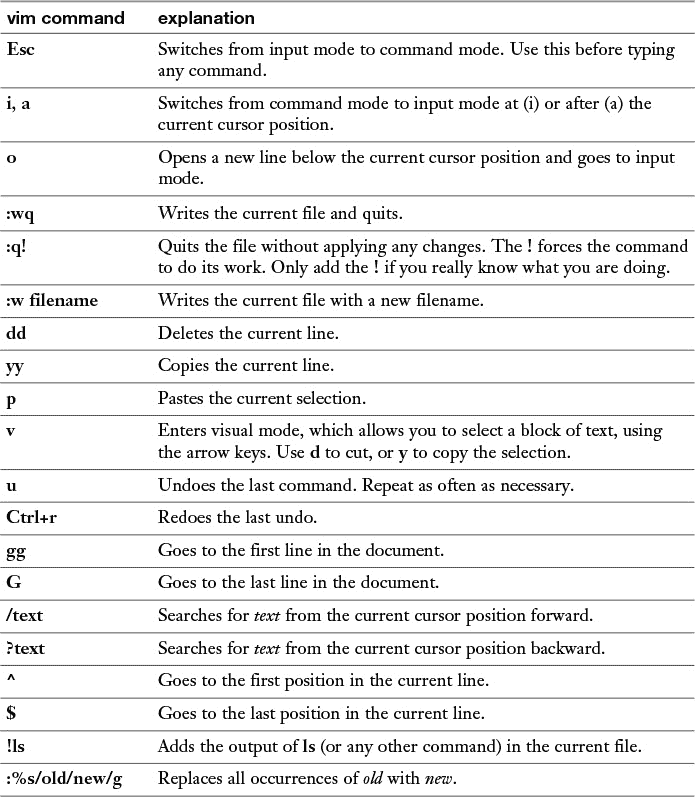 vim command explanation
Esc Switches from input mode to command mode. Use this before typing
any command.
i, a Switches from command mode to input mode at (i) or after (a) the
current cursor position.
o Opens a new line below the current cursor position and goes to input
mode.
:wq Writes the current file and quits.
:q! Quits the file without applying any changes. The ! forces the command
to do its work. Only add the ! if you really know what you are doing.
:w filename Writes the current file with a new filename.
dd Deletes the current line.
yy Copies the current line.
p Pastes the current selection.
v Enters visual mode, which allows you to select a block of text, using
the arrow keys. Use d to cut, or y to copy the selection.
u Undoes the last command. Repeat as often as necessary.
Ctrl+r Redoes the last undo.
gg Goes to the first line in the document.
G Goes to the last line in the document.
/text Searches for text from the current cursor position forward.
?text Searches for text from the current cursor position backward.
^ Goes to the first position in the current line.
$ Goes to the last position in the current line.
!ls Adds the output of ls (or any other command) in the current file.
:%s/old/new/g Replaces all occurrences of old with new.